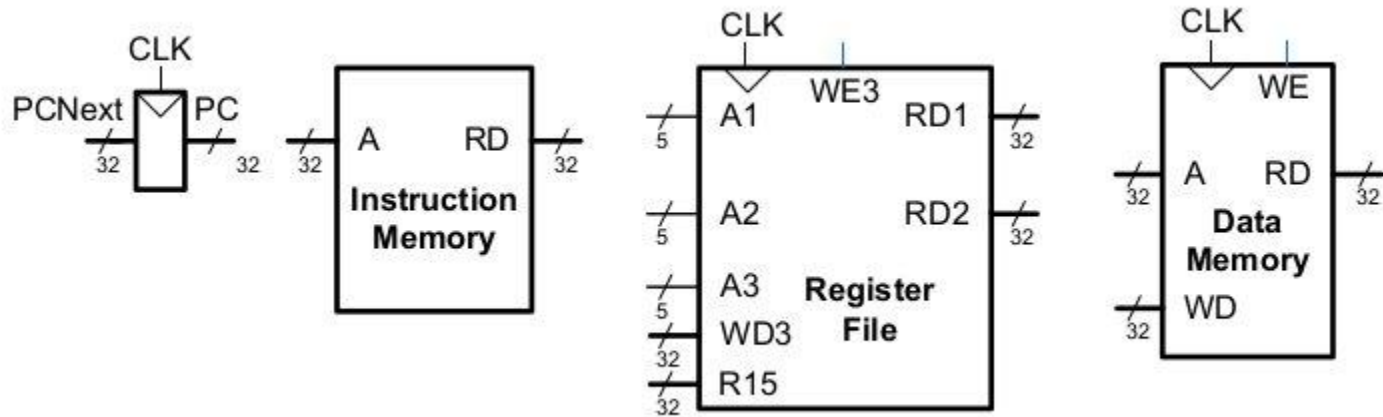 CLK
PCNext
PC
32
32
A
RD
32
32
Instruction
Memory
CLK
WE3
A1
RD1
5
32
A2
RD2
5
32
A3
5
WD3
32
R15
32
Register
File
CLK
WE
A
RD
32
32
Data
Memory
WD
32